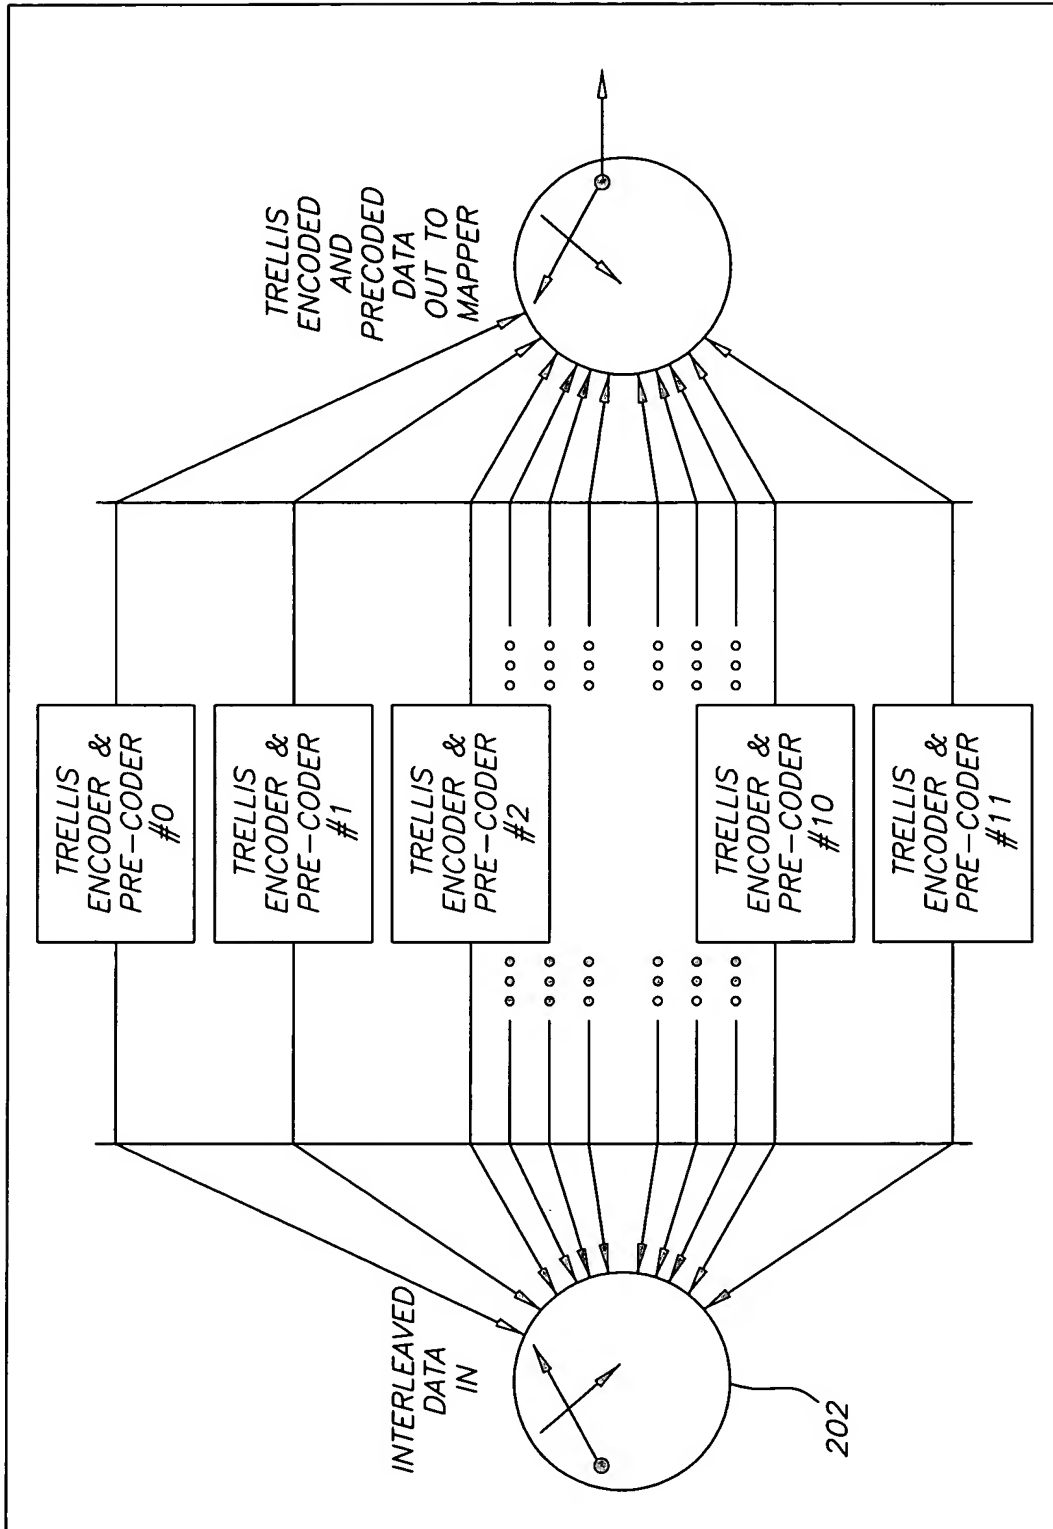 TRELLIS
ENCODED
AND
PRECODED
DATA
OUT TO
MAPPER
TRELLIS
ENCODER &
PRE-CODER
#0
TRELLIS
ENCODER &
PRE-CODER
#1
TRELLIS
ENCODER &
PRE-CODER
#2
TRELLIS
ENCODER &
PRE-CODER
#10
TRELLIS
ENCODER &
PRE-CODER
#11
INTERLEAVED
DATA
IN
202